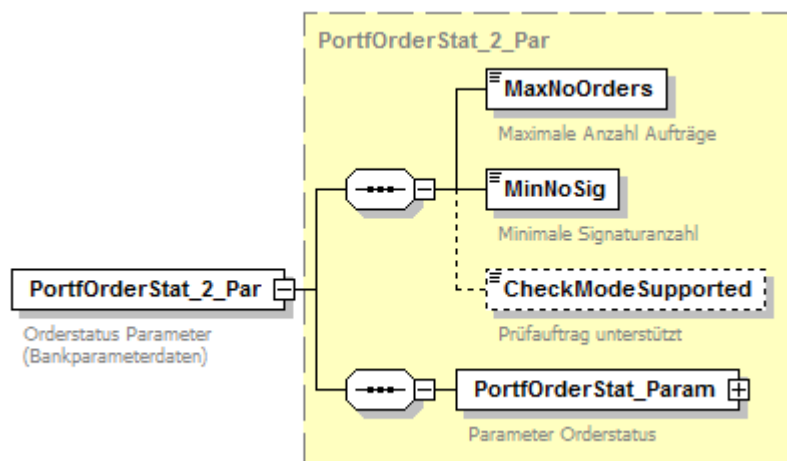 PortfOrderStat_2_Par
MaxNoOrders
Maximale Anzahl Aufträge
MinNoSig
Minimale Signaturanzahl
PortfOrderStat_2_Par
Orderstatus Parameter
(Bankparameterdaten)
CheckModeSupported
Prüfauftrag unterstützt
PortfOrderStat_Param
Parameter Orderstatus